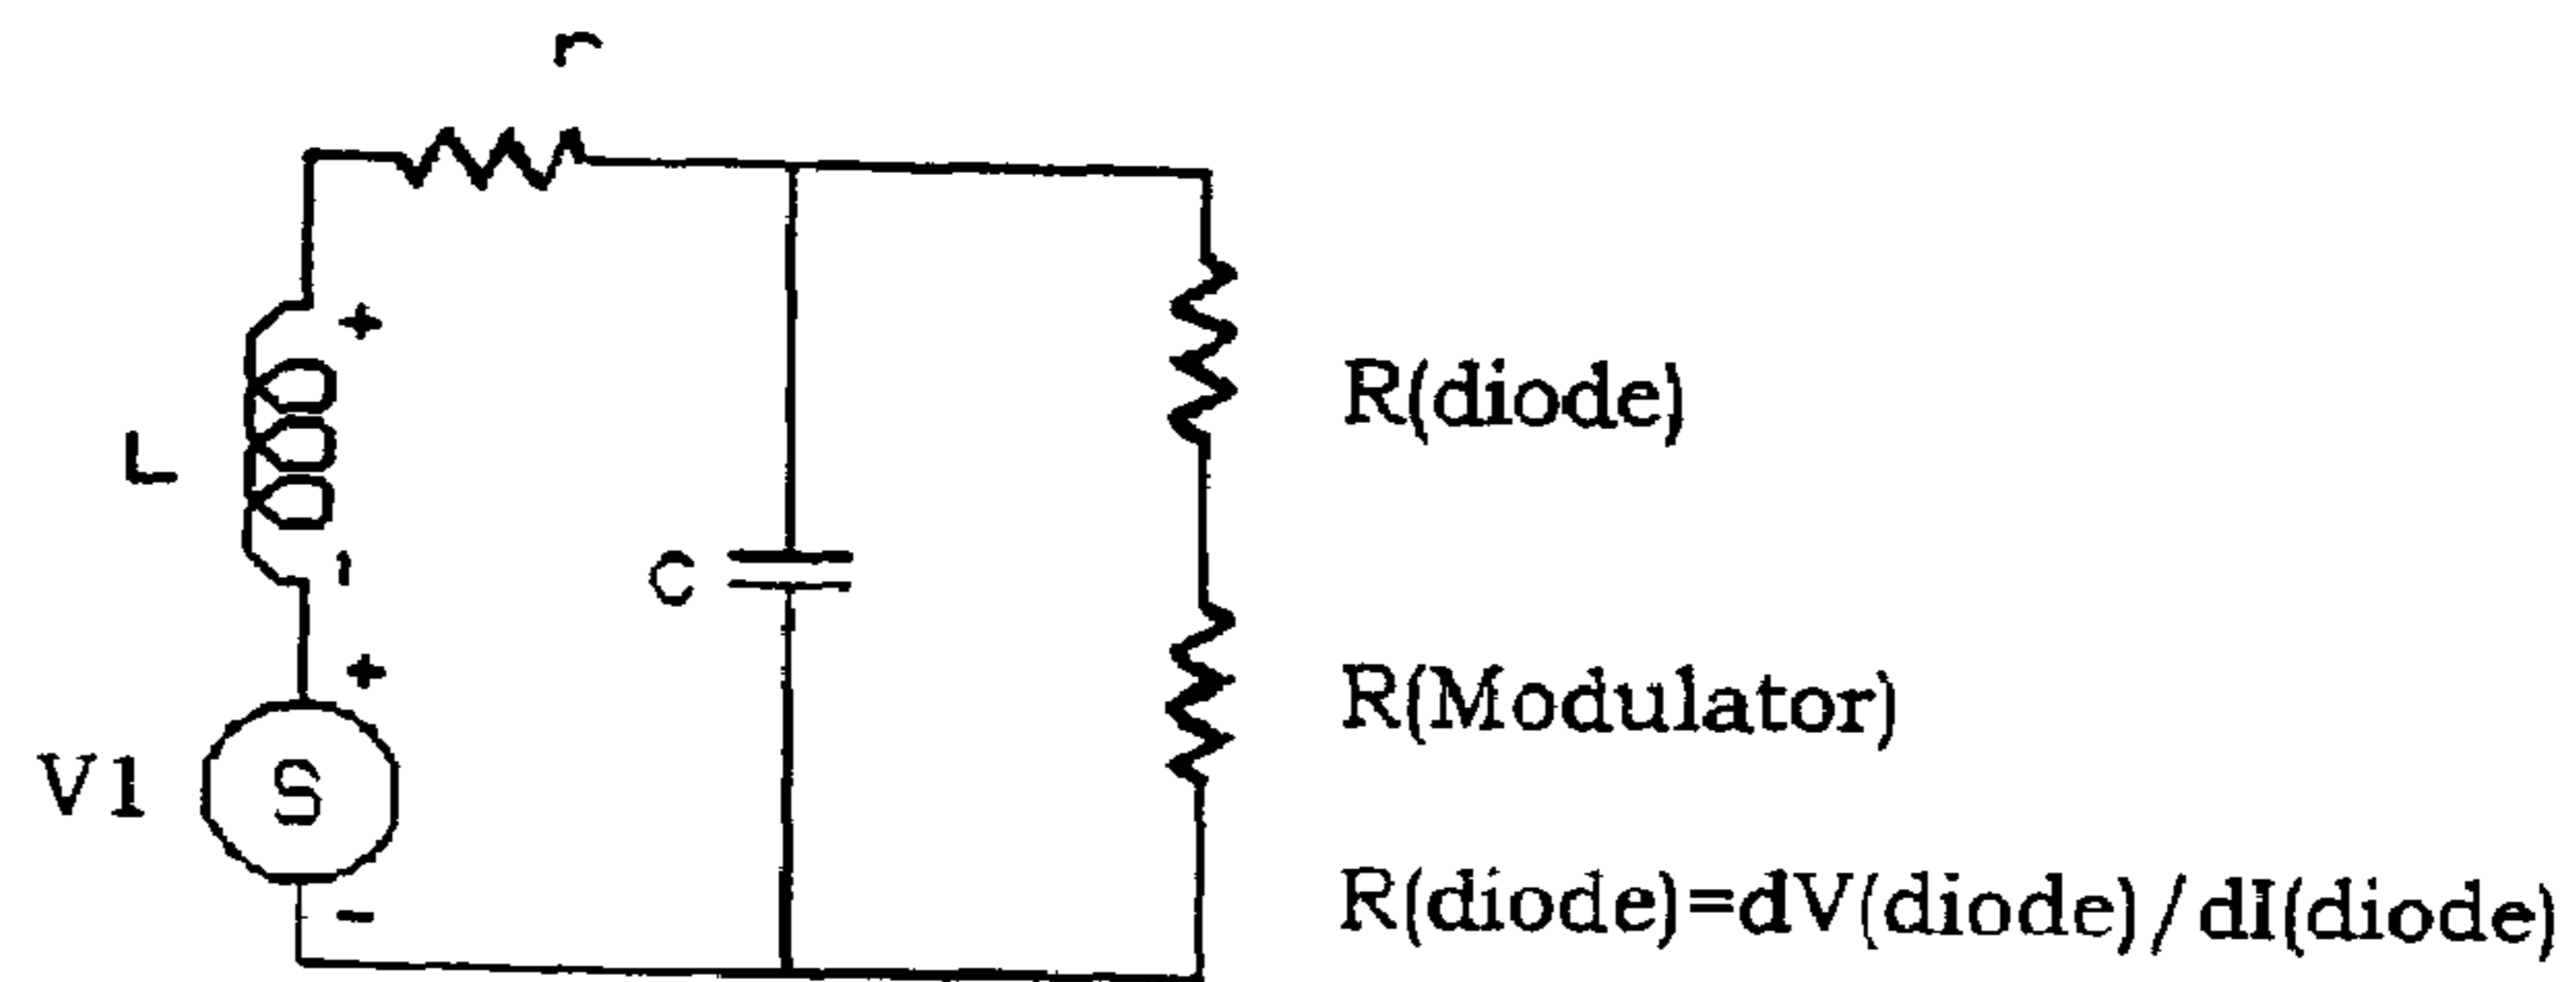 r
+
R(diode)
L
-
C
+
R(Modulator)
V1
S
R(diode)=dV(diode)/dI(diode)
-